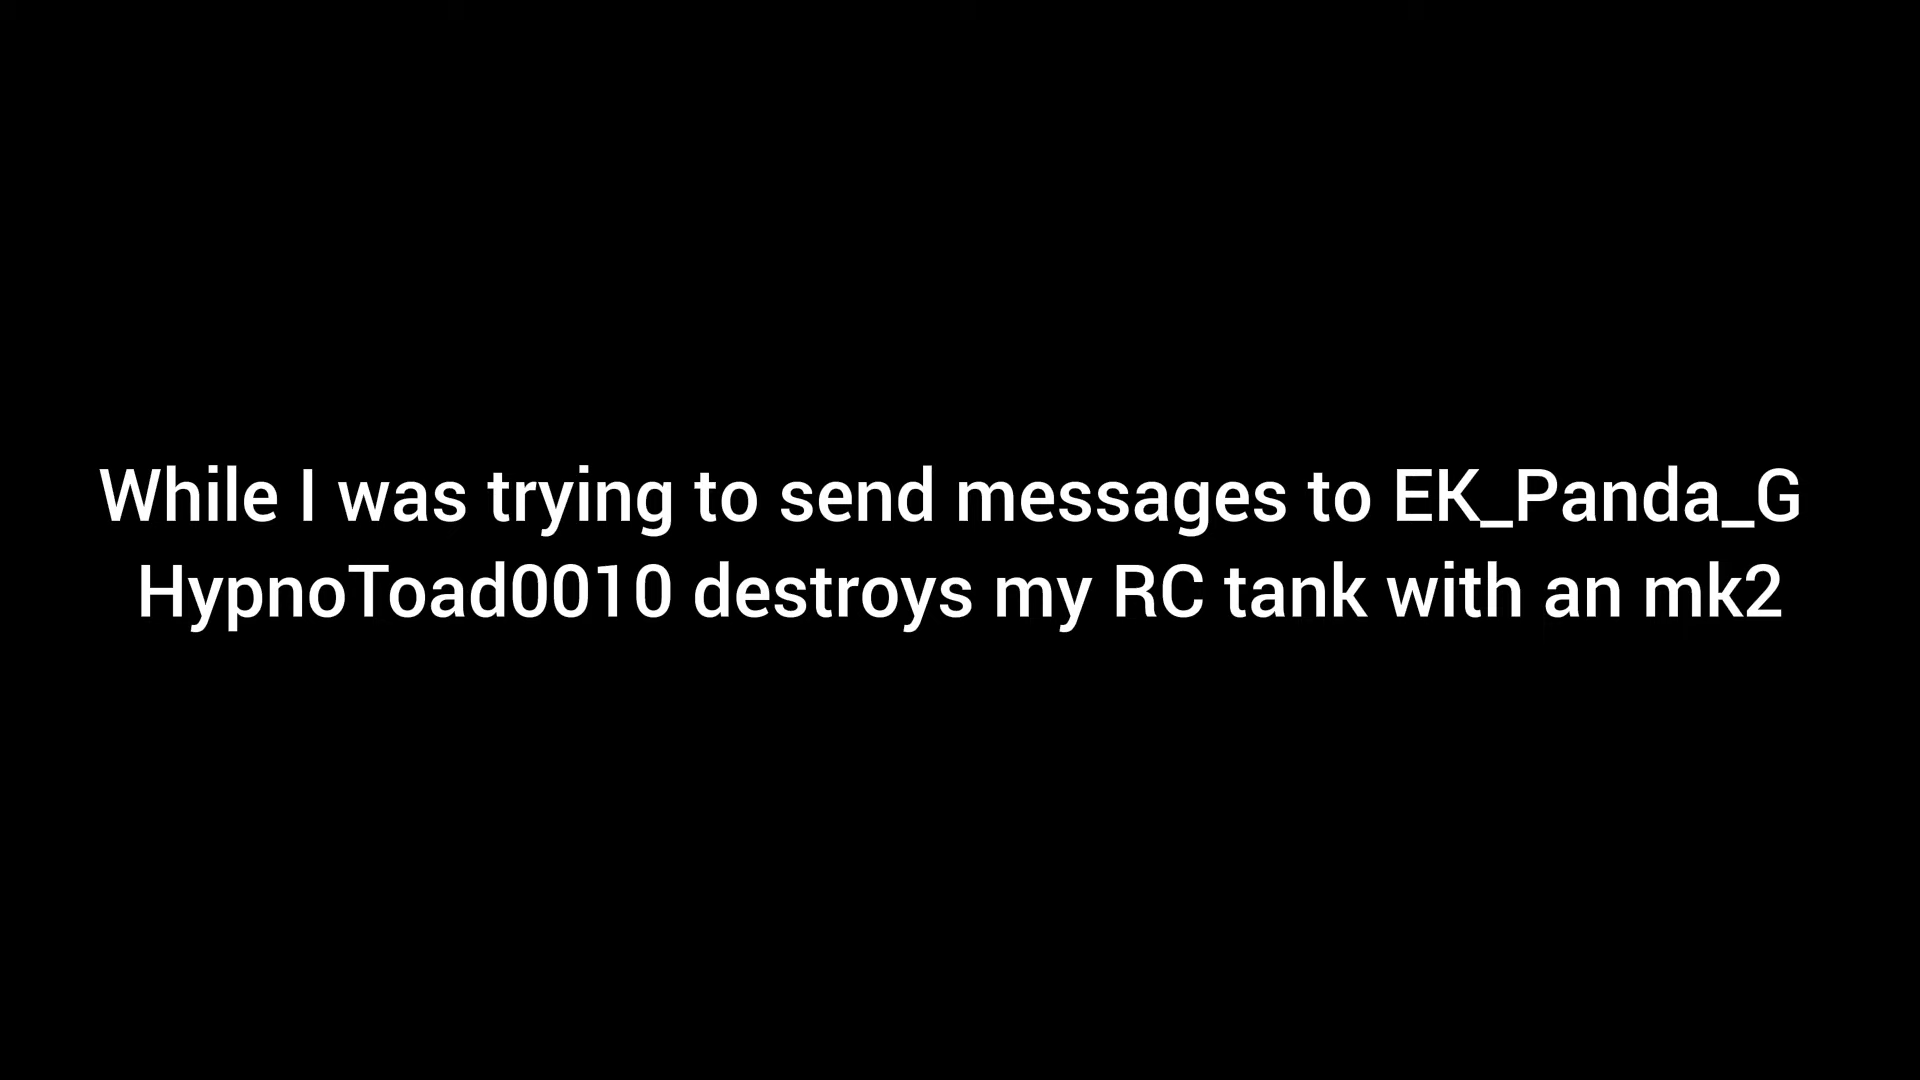 While I was trying to send messages to EK_Panda_G
HypnoToad0010 destroys my RC tank with an mk2